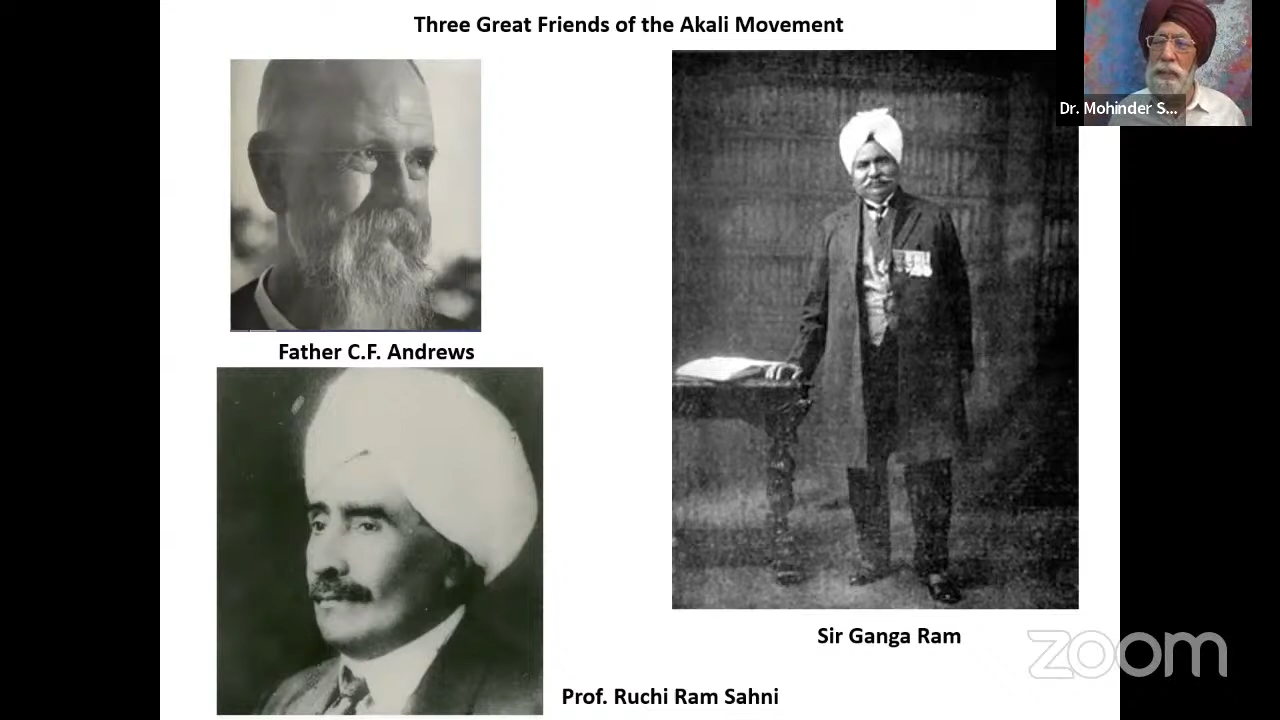 Three Great Friends of the Akali Movement
Dr. Mohinder S...
Father C.F. Andrews
Sir Ganga Ram
Prof. Ruchi Ram Sahni
zoom